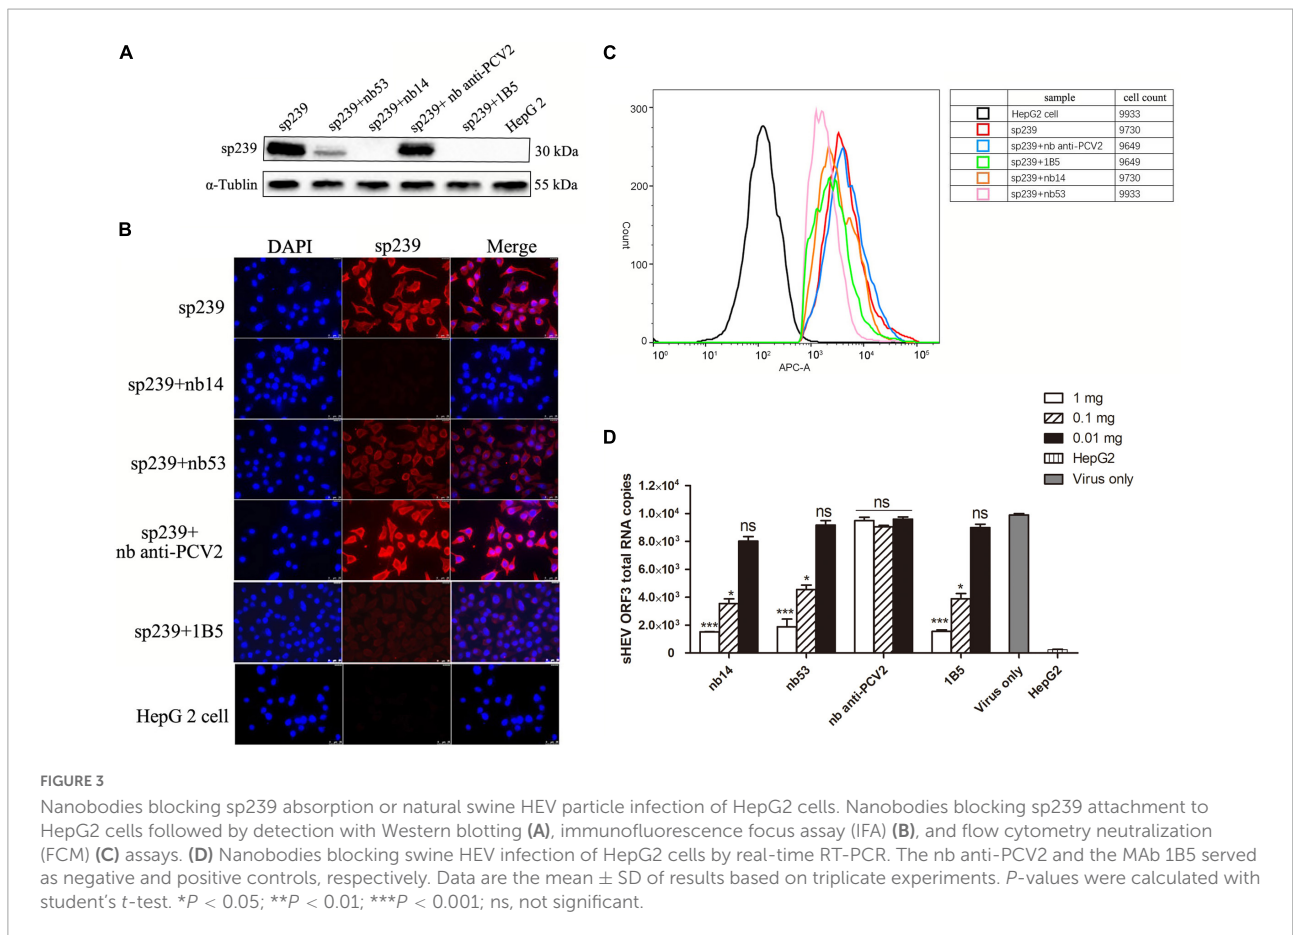 A
sp239
sp239+nb53
sp239+nb14
sp239+ nb anti-PCV2
sp239+1B5
HepG 2
sp239
30 kDa
α-Tublin
55 kDa
B
DAPI
sp239
Merge
sp239
sp239+nb14
sp239+nb53
sp239+
nb anti-PCV2
sp239+1B5
HepG 2 cell
C
300
200
100
0
Count
10⁰
10¹
10²
10³
10⁴
10⁵
APC-A
sample cell count
HepG2 cell 9933
sp239 9730
sp239+nb anti-PCV2 9649
sp239+1B5 9649
sp239+nb14 9730
sp239+nb53 9933
D
1 mg
0.1 mg
0.01 mg
HepG2
Virus only
sHEV ORF3 total RNA copies
1.2×10⁴
1.0×10⁴
8.0×10³
6.0×10³
4.0×10³
2.0×10³
0
***
*
ns
***
*
ns
ns
***
*
ns
nb14
nb53
nb anti-PCV2
1B5
Virus only
HepG2
FIGURE 3
Nanobodies blocking sp239 absorption or natural swine HEV particle infection of HepG2 cells. Nanobodies blocking sp239 attachment to
HepG2 cells followed by detection with Western blotting (A), immunofluorescence focus assay (IFA) (B), and flow cytometry neutralization
(FCM) (C) assays. (D) Nanobodies blocking swine HEV infection of HepG2 cells by real-time RT-PCR. The nb anti-PCV2 and the MAb 1B5 served
as negative and positive controls, respectively. Data are the mean ± SD of results based on triplicate experiments. P-values were calculated with
student's t-test. *P < 0.05; **P < 0.01; ***P < 0.001; ns, not significant.